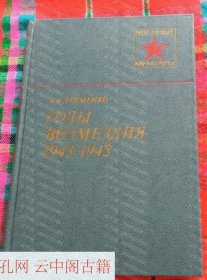 А.И.ЕРЕМЕНКО
ВОЕННЫЕ
МЕМУАРЫ
ГОДЫ
ВОЗМЕЗДИЯ
1943-1945
孔网 云中阁古籍